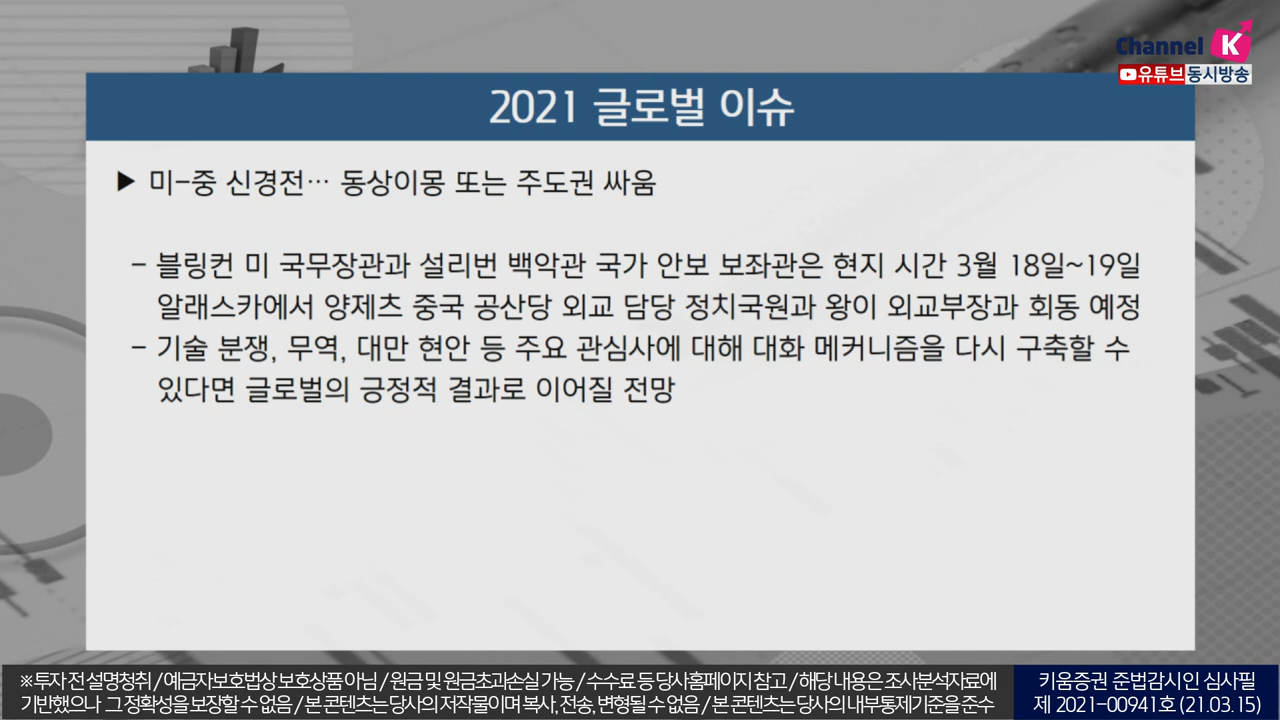 Channel K
유튜브동시방송
2021 글로벌 이슈
▶ 미-중 신경전… 동상이몽 또는 주도권 싸움
- 블링컨 미 국무장관과 설리번 백악관 국가 안보 보좌관은 현지 시간 3월 18일~19일
알래스카에서 양제츠 중국 공산당 외교 담당 정치국원과 왕이 외교부장과 회동 예정
- 기술 분쟁, 무역, 대만 현안 등 주요 관심사에 대해 대화 메커니즘을 다시 구축할 수
있다면 글로벌의 긍정적 결과로 이어질 전망
※ 투자 전 설명청취 / 예금자보호법상 보호상품 아님 / 원금 및 원금초과손실 가능 / 수수료 등 당사홈페이지 참고 / 해당 내용은 조사분석자료에
기반했으나 그 정확성을 보장할 수 없음 / 본 콘텐츠는 당사의 저작물이며 복사, 전송, 변형될 수 없음 / 본 콘텐츠는 당사의 내부통제기준을 준수
키움증권 준법감시인 심사필
제 2021-00941호 (21.03.15)